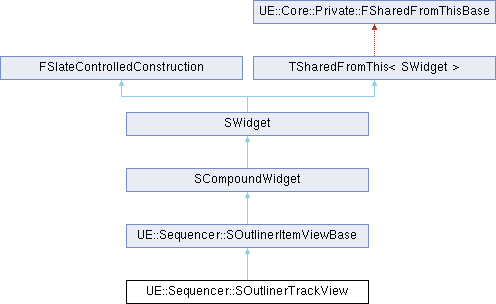 UE::Core::Private::FSharedFromThisBase
FSlateControlledConstruction
TSharedFromThis< SWidget >
SWidget
SCompoundWidget
UE::Sequencer::SOutlinerItemViewBase
UE::Sequencer::SOutlinerTrackView